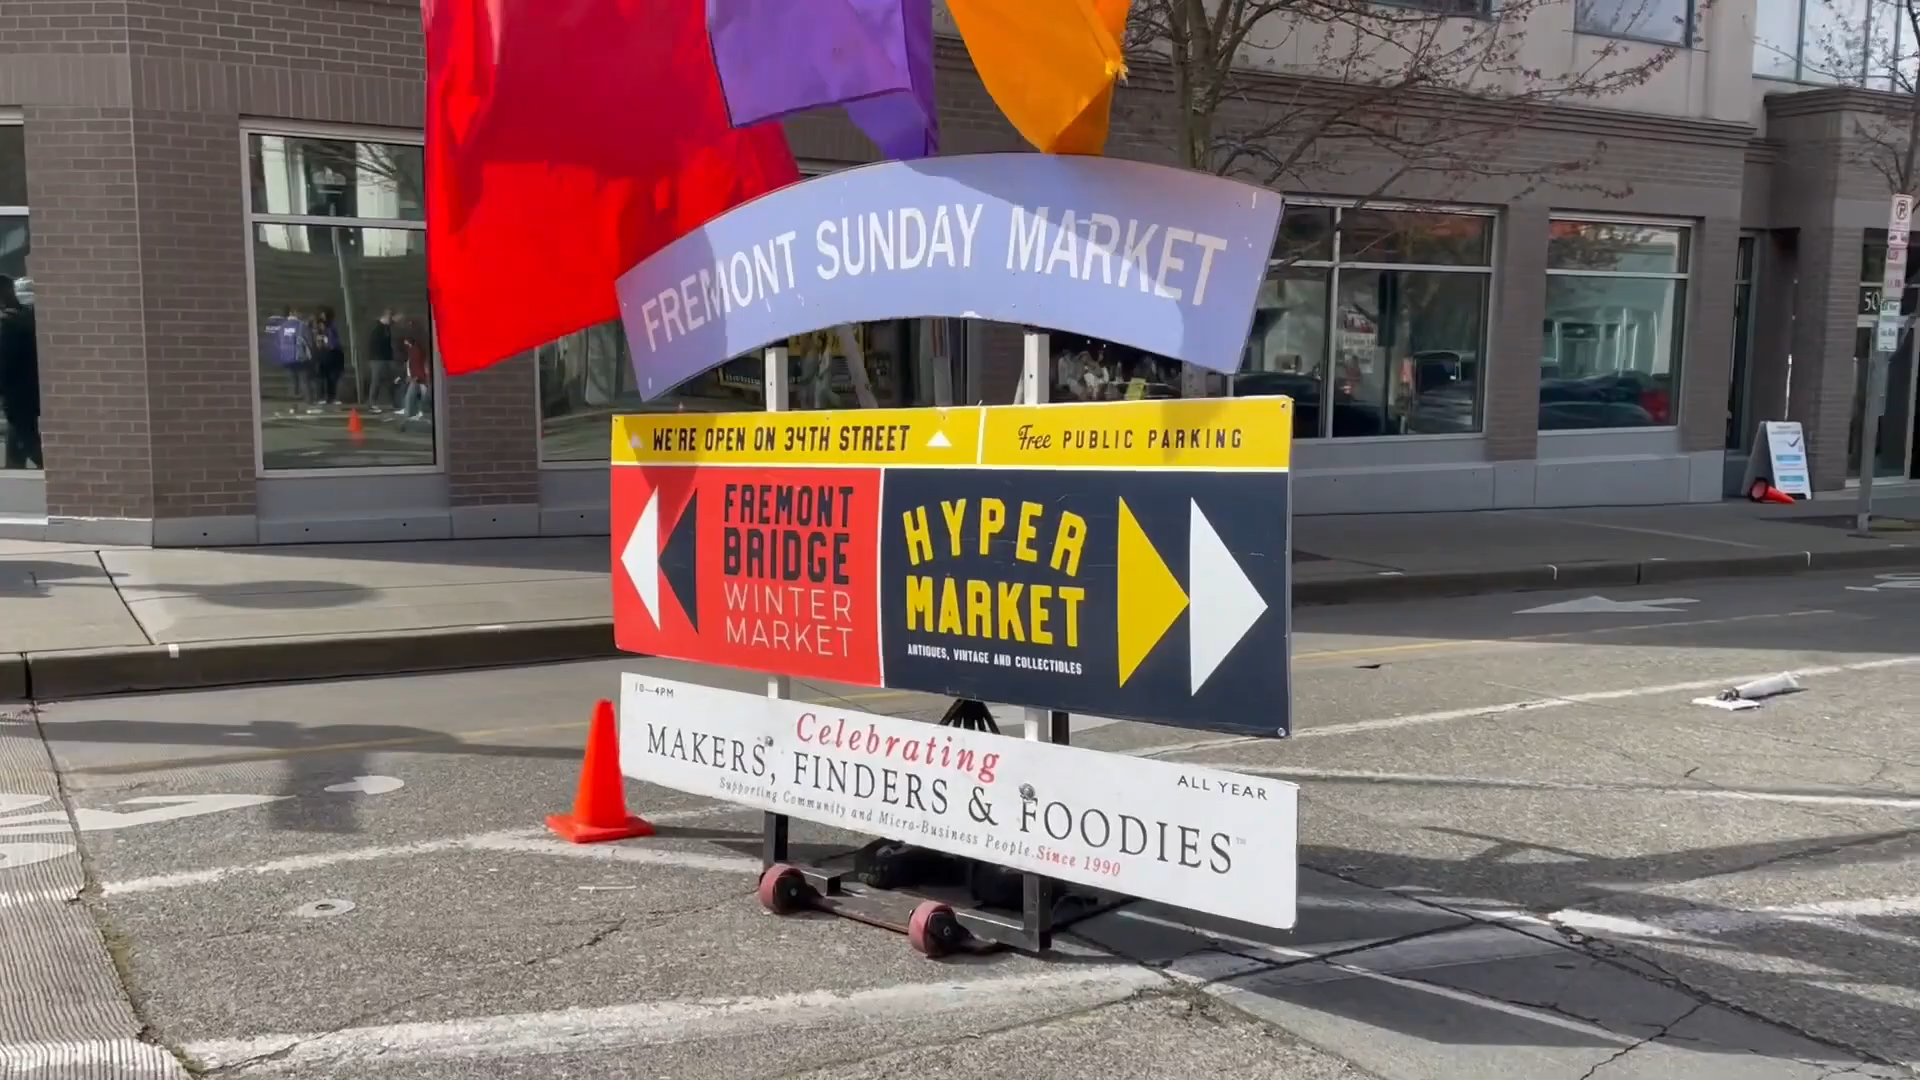 FREMONT SUNDAY MARKET
WE'RE OPEN ON 34TH STREET
Free PUBLIC PARKING
FREMONT
BRIDGE
WINTER
MARKET
HYPER
MARKET
ANTIQUES, VINTAGE AND COLLECTIBLES
10—4PM
Celebrating
ALL YEAR
MAKERS, FINDERS & FOODIES™
Supporting Community and Micro-Business People. Since 1990